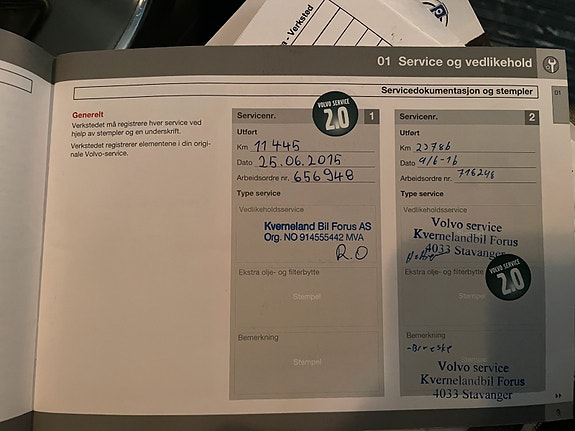 a - Verksted
01 Service og vedlikehold
Servicedokumentasjon og stempler
01
Generelt
Verkstedet må registrere hver service ved
hjelp av stempler og en underskrift.
Verkstedet registrerer elementene i din origi-
nale Volvo-service.
Servicenr. 1
VOLVO SERVICE
2.0
Utført
Km 11 445
Dato 25.06.2015
Arbeidsordre nr. 656948
Type service
Vedlikeholdsservice
Kverneland Bil Forus AS
Org. NO 914555442 MVA
R.O
Ekstra olje- og filterbytte
Stempel
Bemerkning
Stempel
Servicenr. 2
Utført
Km 23786
Dato 9/6-16
Arbeidsordre nr. 716246
Type service
Vedlikeholdsservice
Volvo service
Kvernelandbil Forus
4033 Stavanger
Ekstra olje- og filterbytte
VOLVO SERVICE
2.0
Stempel
Bemerkning
Volvo service
Kvernelandbil Forus
4033 Stavanger